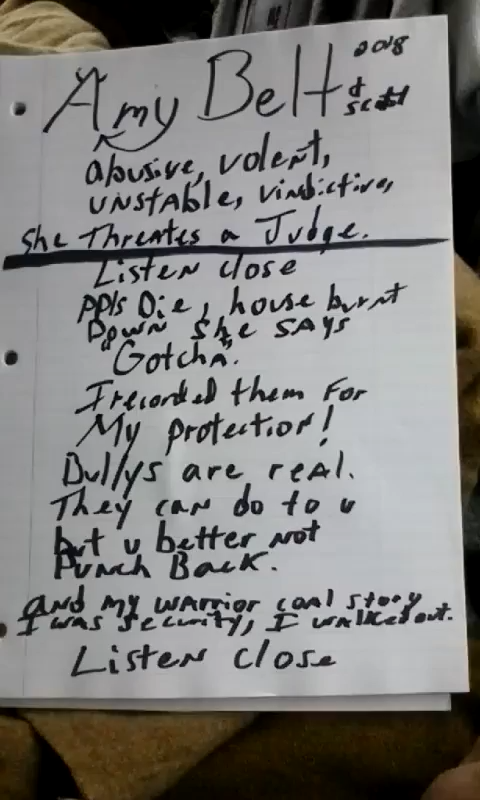 2018
Amy Belt
& Scott
abusive, volent,
UNSTABLE, vindictive,
she Threates a Judge.
Listen close
ppls Die, house burnt
Down she SAYS
"Gotcha".
I recorded them For
My protection!
Bullys are real.
They can do to u
but u better not
Punch Back.
and my warrior coal story
I was security, I walked out.
Listen close